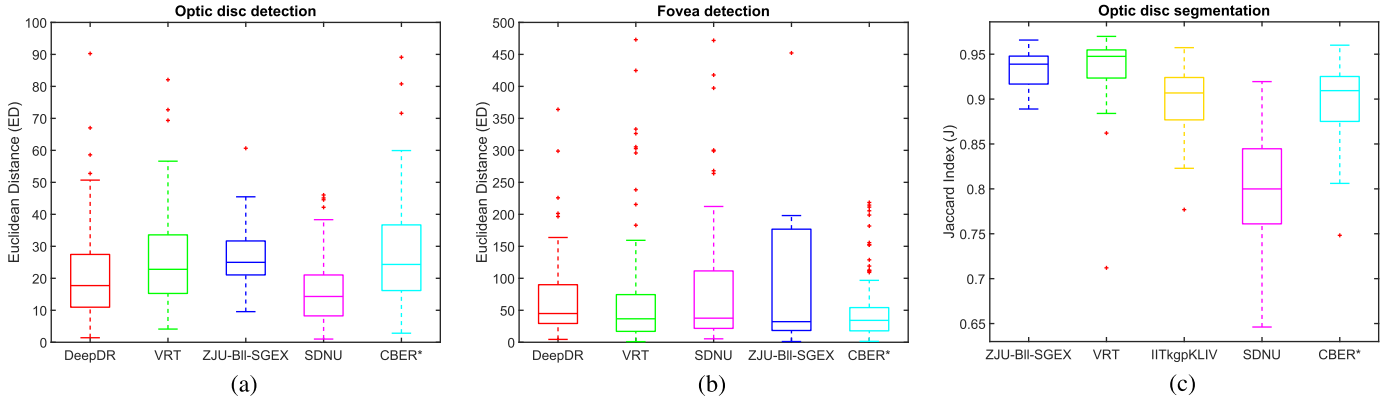 Optic disc detection
Euclidean Distance (ED)
100
90
80
70
60
50
40
30
20
10
0
DeepDR VRT ZJU-BII-SGEX SDNU CBER*
(a)
Fovea detection
Euclidean Distance (ED)
500
450
400
350
300
250
200
150
100
50
0
DeepDR VRT SDNU ZJU-BII-SGEX CBER*
(b)
Optic disc segmentation
Jaccard Index (J)
0.95
0.9
0.85
0.8
0.75
0.7
0.65
ZJU-BII-SGEX VRT IITkgpKLIV SDNU CBER*
(c)